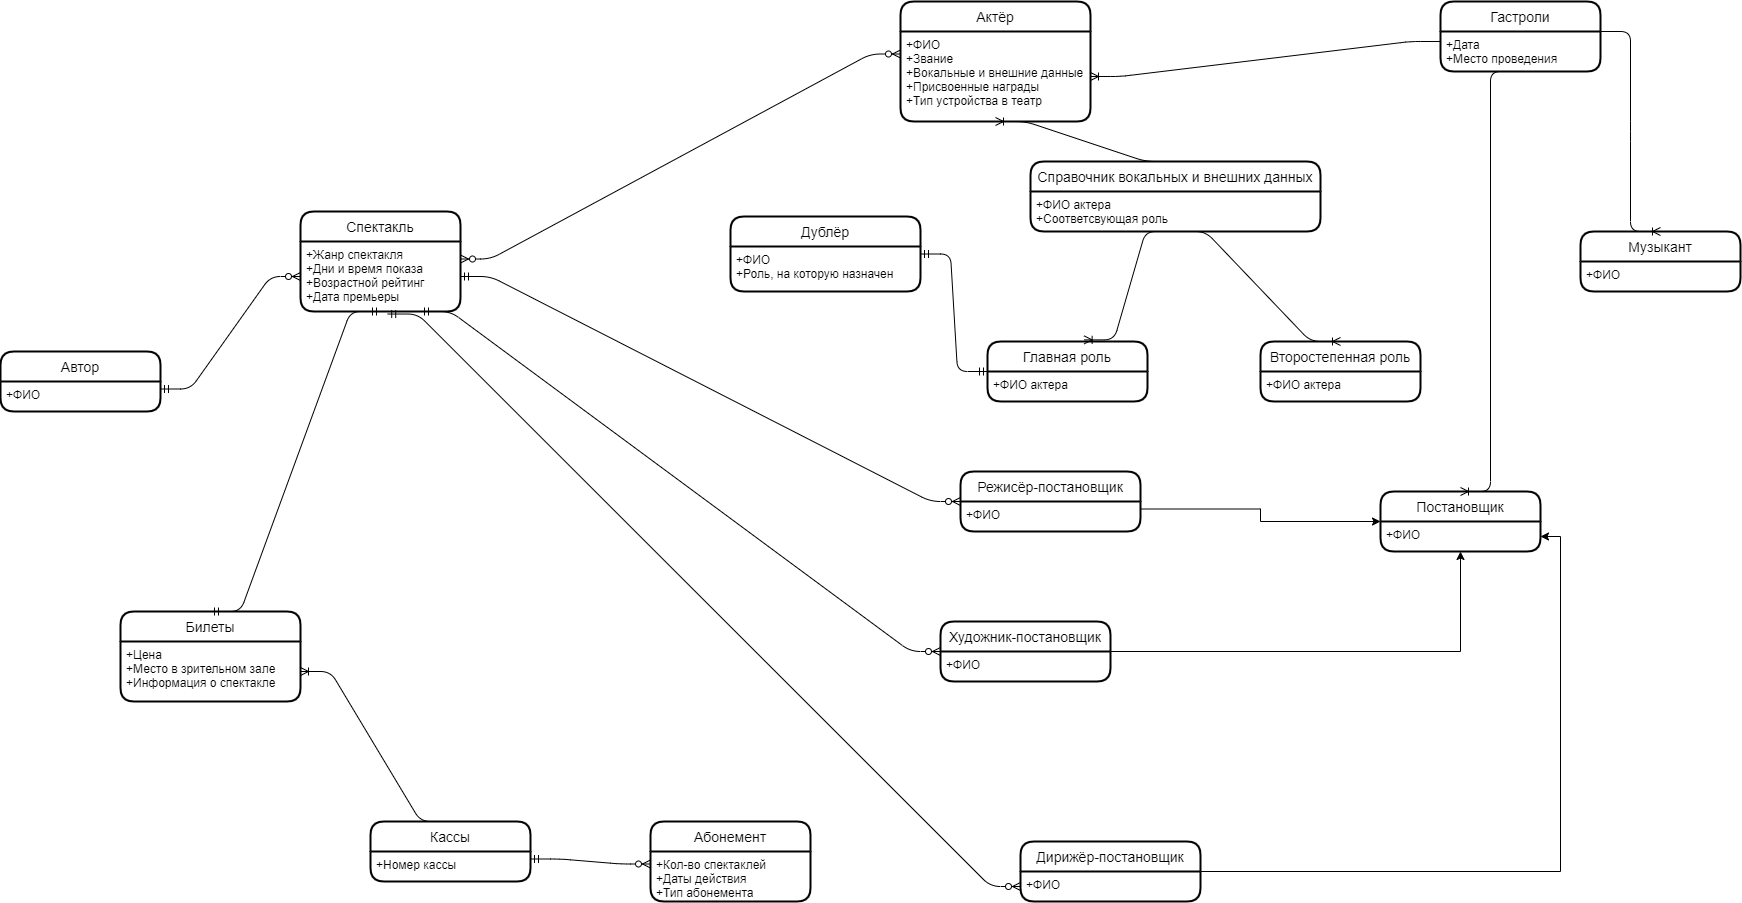 Актёр
+ФИО
+Звание
+Вокальные и внешние данные
+Присвоенные награды
+Тип устройства в театр
Гастроли
+Дата
+Место проведения
Справочник вокальных и внешних данных
+ФИО актера
+Соответсвующая роль
Спектакль
+Жанр спектакля
+Дни и время показа
+Возрастной рейтинг
+Дата премьеры
Дублёр
+ФИО
+Роль, на которую назначен
Музыкант
+ФИО
Автор
+ФИО
Главная роль
+ФИО актера
Второстепенная роль
+ФИО актера
Режисёр-постановщик
+ФИО
Постановщик
+ФИО
Билеты
+Цена
+Место в зрительном зале
+Информация о спектакле
Художник-постановщик
+ФИО
Кассы
+Номер кассы
Абонемент
+Кол-во спектаклей
+Даты действия
+Тип абонемента
Дирижёр-постановщик
+ФИО